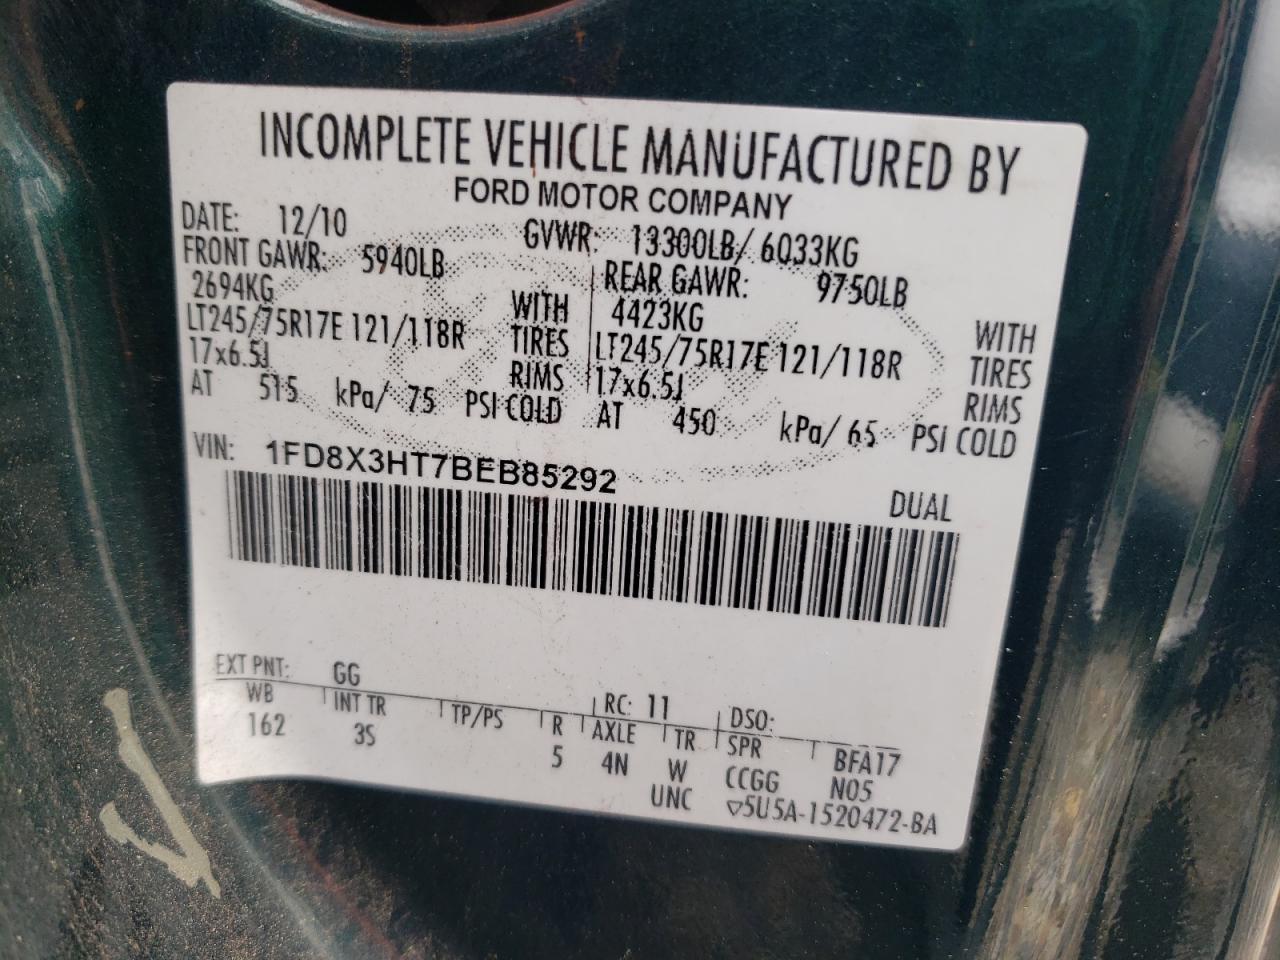 INCOMPLETE VEHICLE MANUFACTURED BY
FORD MOTOR COMPANY
DATE: 12/10 GVWR: 13300LB/ 6033KG
FRONT GAWR: 5940LB REAR GAWR: 9750LB
2694KG WITH 4423KG WITH
LT245/75R17E 121/118R TIRES LT245/75R17E 121/118R TIRES
17x6.5J RIMS 17x6.5J RIMS
AT 515 kPa/ 75 PSI COLD AT 450 kPa/ 65 PSI COLD
VIN: 1FD8X3HT7BEB85292
DUAL
EXT PNT: GG RC: 11 DSO:
WB INT TR TP/PS R AXLE TR SPR BFA17
162 3S 5 4N W CCGG N05
UNC ▽5U5A-1520472-BA